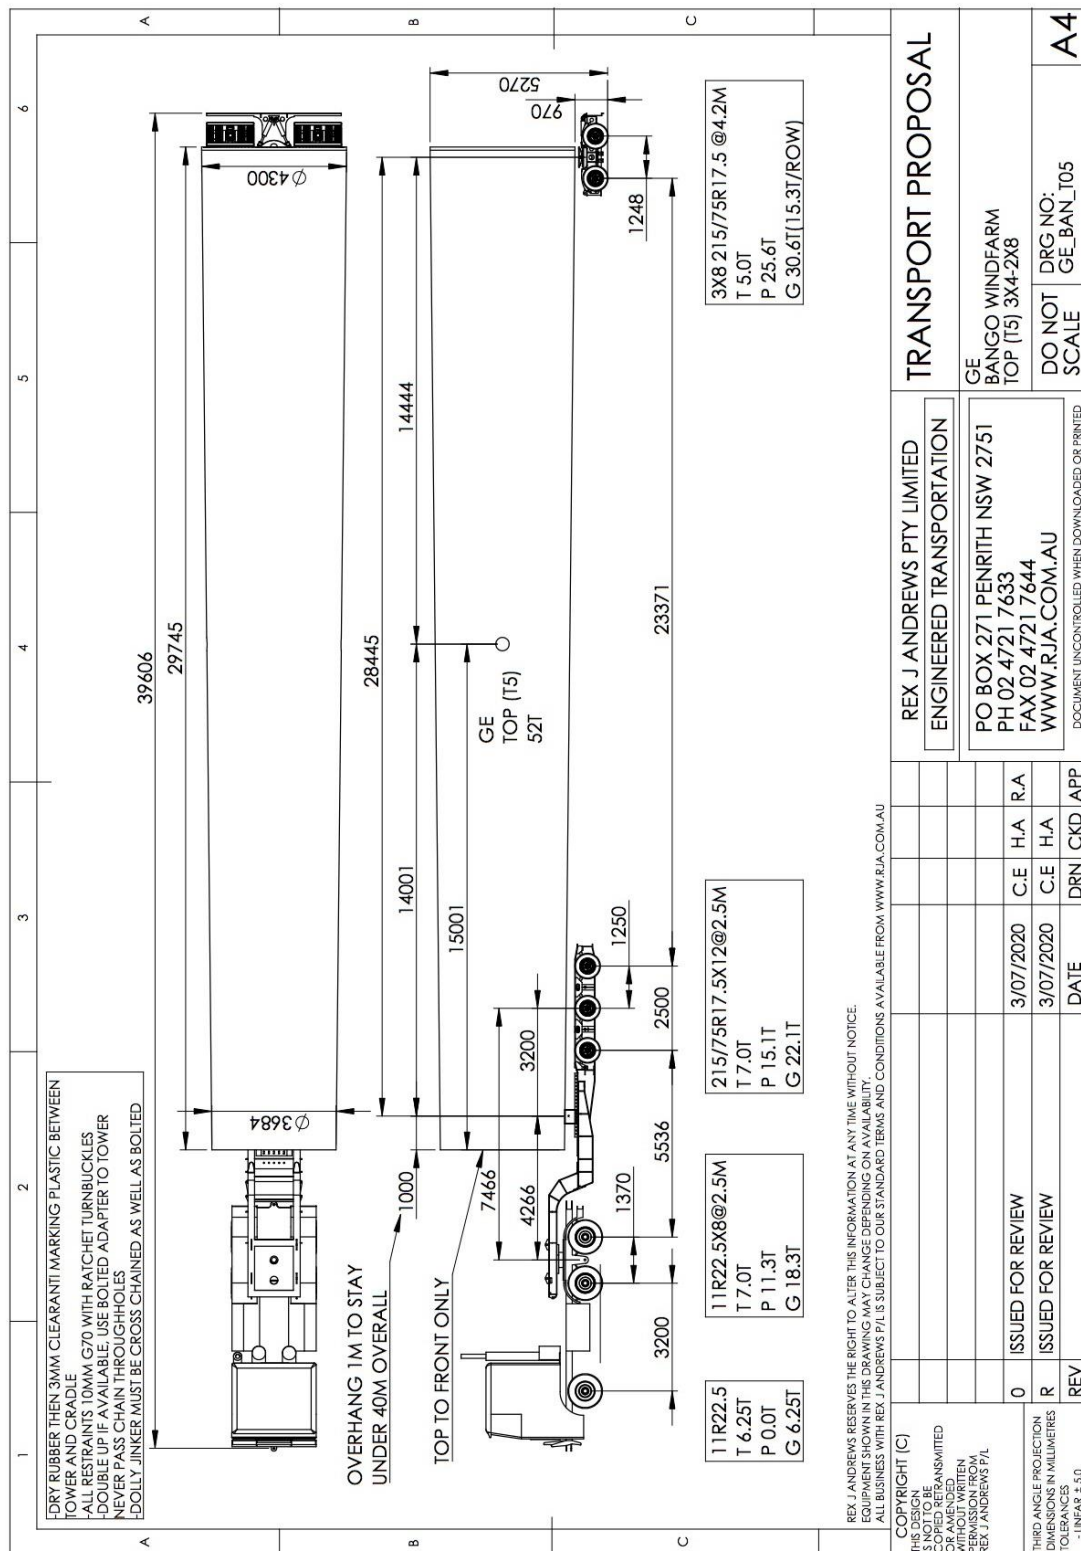 1
2
3
4
5
6
A
B
C
A
B
C
-DRY RUBBER THEN 3MM CLEARANTI MARKING PLASTIC BETWEEN
TOWER AND CRADLE
-ALL RESTRAINTS 10MM G70 WITH RATCHET TURNBUCKLES
-DOUBLE UP IF AVAILABLE, USE BOLTED ADAPTER TO TOWER
NEVER PASS CHAIN THROUGHHOLES
-DOLLY JINKER MUST BE CROSS CHAINED AS WELL AS BOLTED
39606
29745
Ø3684
Ø4300
28445
1000
14001
14444
15001
OVERHANG 1M TO STAY
UNDER 40M OVERALL
TOP TO FRONT ONLY
GE
TOP (T5)
52T
7466
4266
3200
5270
970
3200
1370
5536
2500
1250
23371
1248
11R22.5
T 6.25T
P 0.0T
G 6.25T
11R22.5X8@2.5M
T 7.0T
P 11.3T
G 18.3T
215/75R17.5X12@2.5M
T 7.0T
P 15.1T
G 22.1T
3X8 215/75R17.5 @4.2M
T 5.0T
P 25.6T
G 30.6T(15.3T/ROW)
REX J ANDREWS RESERVES THE RIGHT TO ALTER THIS INFORMATION AT ANY TIME WITHOUT NOTICE.
EQUIPMENT SHOWN IN THIS DRAWING MAY CHANGE DEPENDING ON AVAILABILITY.
ALL BUSINESS WITH REX J ANDREWS P/L IS SUBJECT TO OUR STANDARD TERMS AND CONDITIONS AVAILABLE FROM WWW.RJA.COM.AU
COPYRIGHT (C)
THIS DESIGN
IS NOT TO BE
COPIED RETRANSMITTED
OR AMENDED
WITHOUT WRITTEN
PERMISSION FROM
REX J ANDREWS P/L
THIRD ANGLE PROJECTION
DIMENSIONS IN MILLIMETRES
TOLERANCES
- LINEAR ± 50
0 ISSUED FOR REVIEW 3/07/2020 C.E H.A R.A
R ISSUED FOR REVIEW 3/07/2020 C.E H.A
REV DATE DRN CKD APP
REX J ANDREWS PTY LIMITED
ENGINEERED TRANSPORTATION
PO BOX 271 PENRITH NSW 2751
PH 02 4721 7633
FAX 02 4721 7644
WWW.RJA.COM.AU
DOCUMENT UNCONTROLLED WHEN DOWNLOADED OR PRINTED
TRANSPORT PROPOSAL
GE
BANGO WINDFARM
TOP (T5) 3X4-2X8
DO NOT
SCALE
DRG NO:
GE_BAN_T05
A4